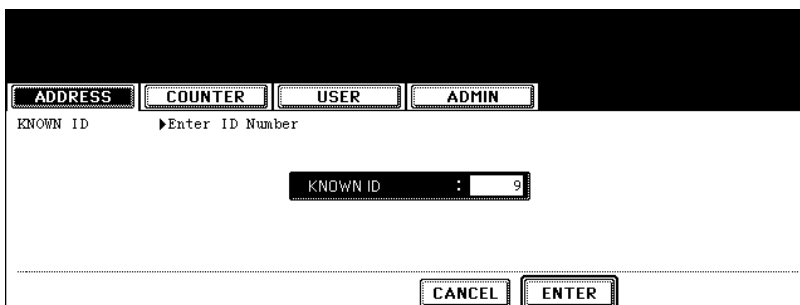 ADDRESS COUNTER USER ADMIN
KNOWN ID ▶Enter ID Number
KNOWN ID : 9
CANCEL ENTER